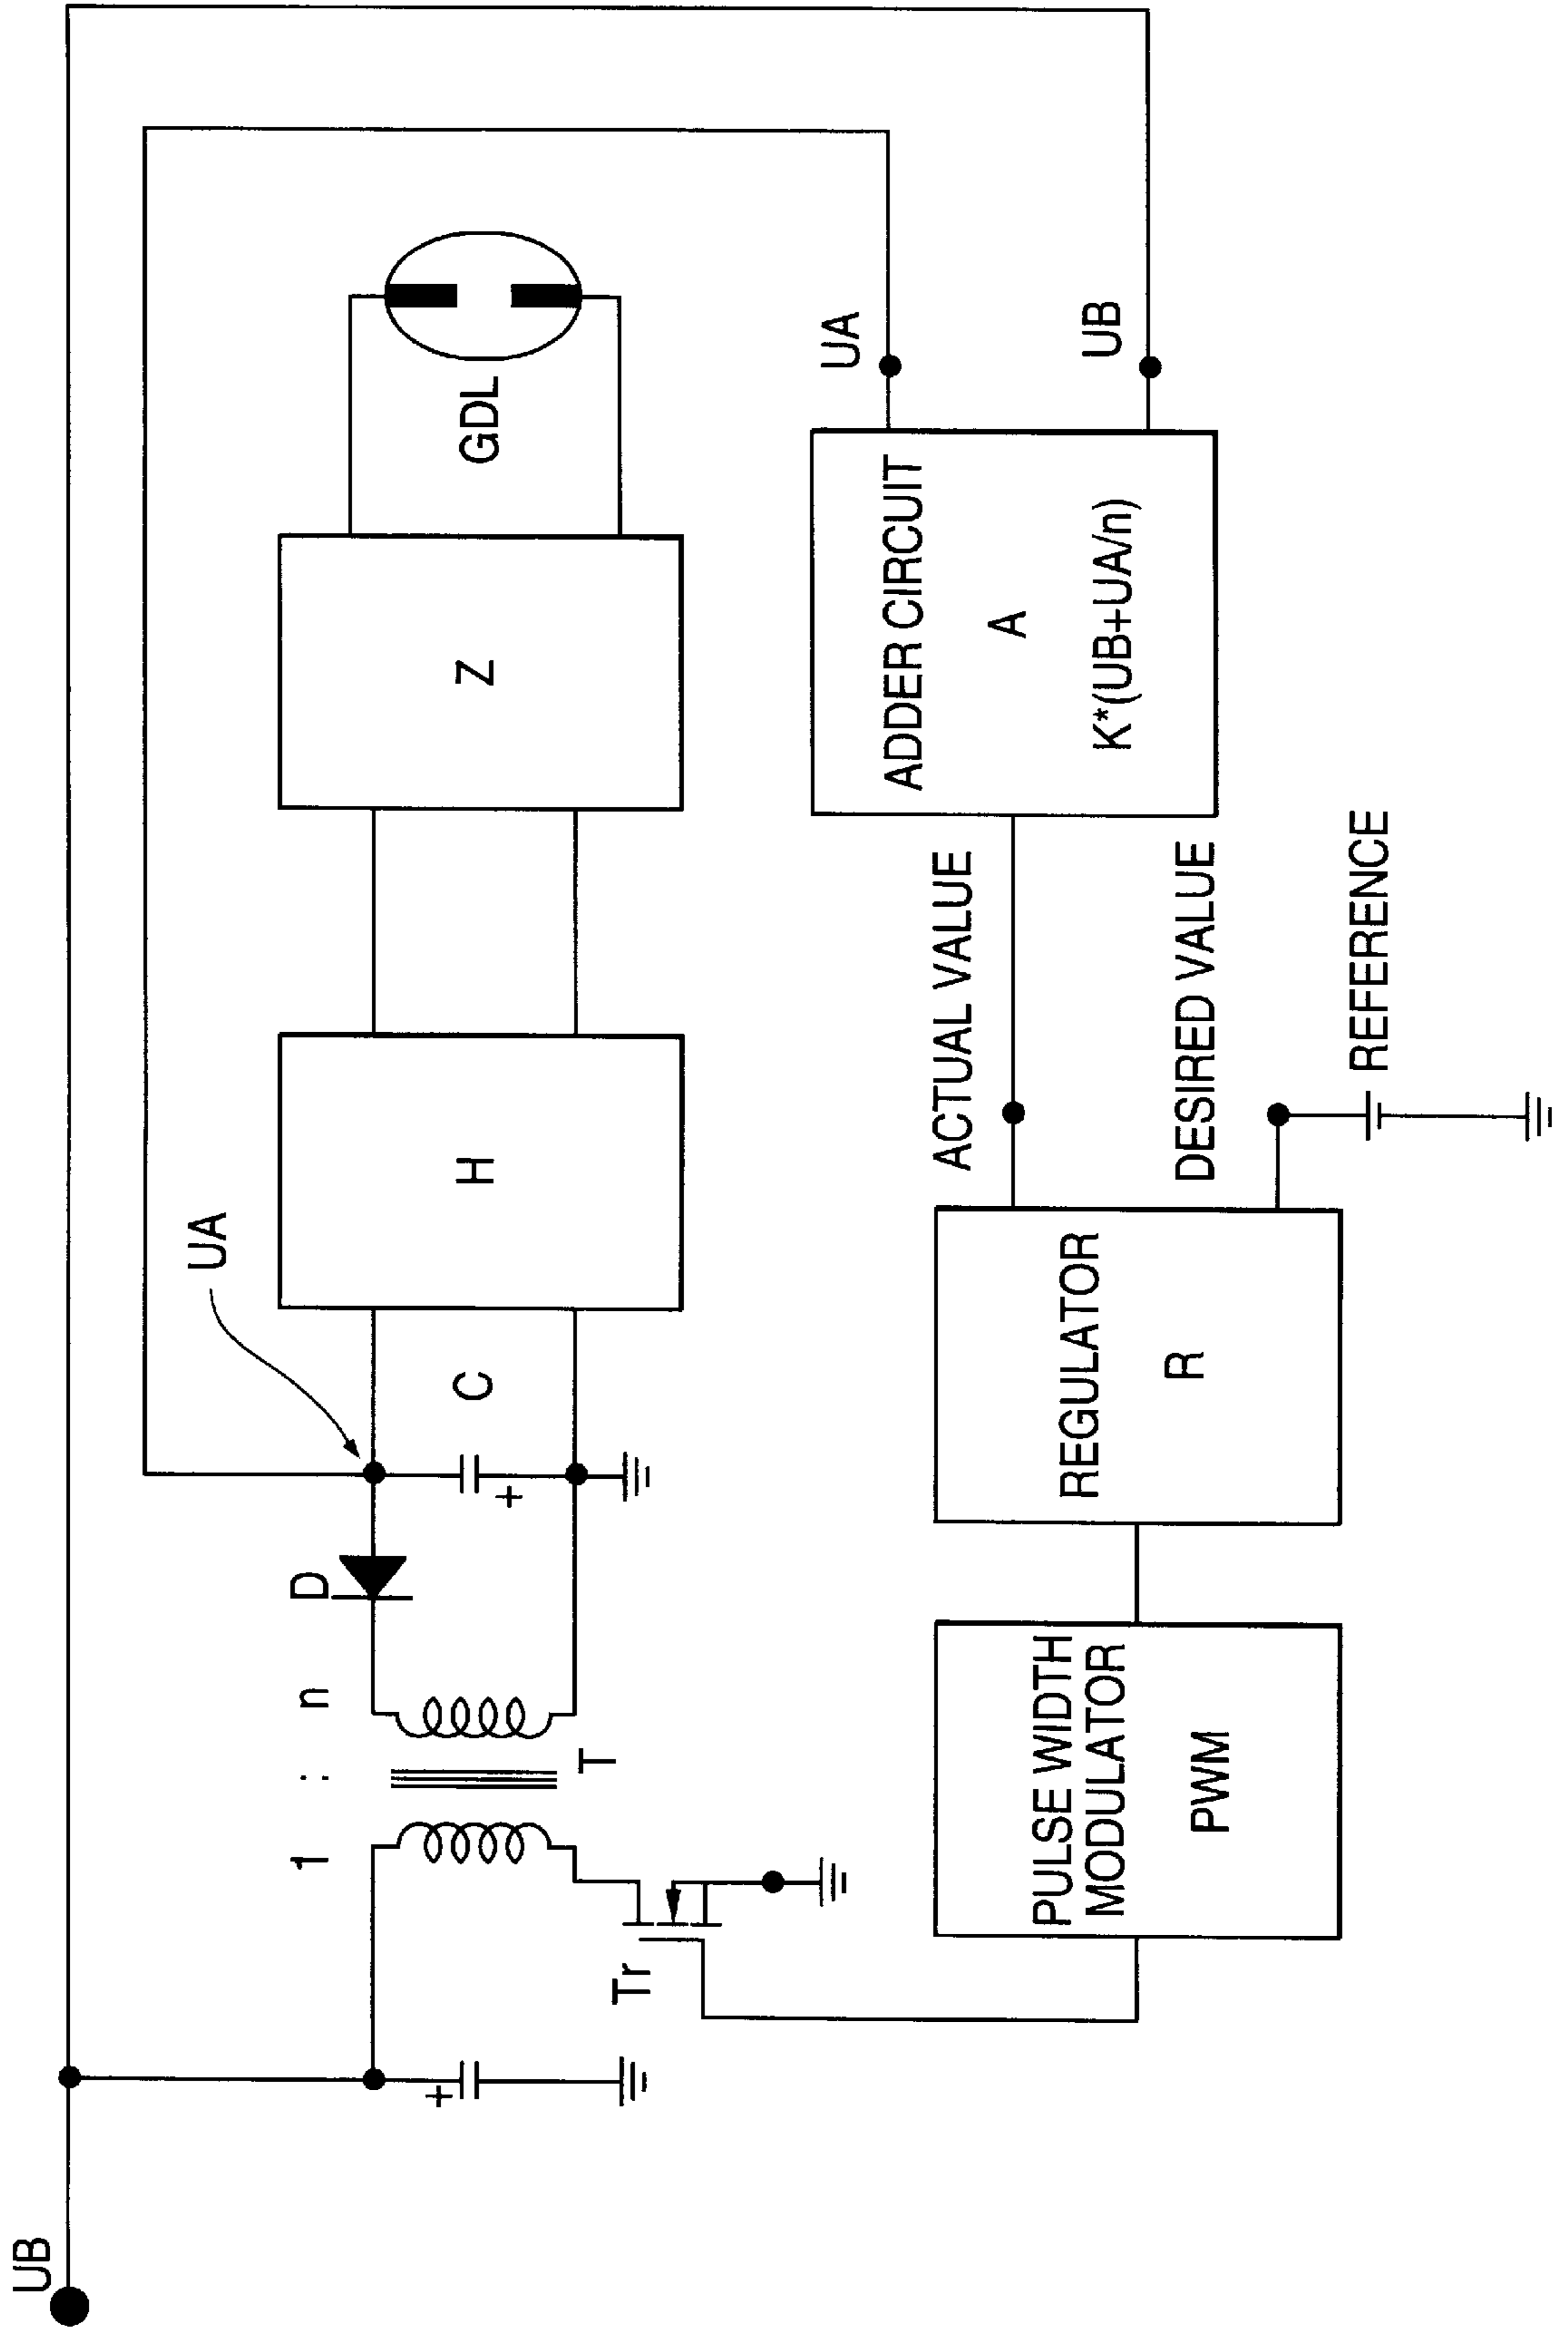 UB
UA
1 : n
D
+
+
C
T
Tr
H
Z
GDL
PULSE WIDTH
MODULATOR
PWM
REGULATOR
R
ACTUAL VALUE
DESIRED VALUE
REFERENCE
ADDER CIRCUIT
A
K*(UB+UA/n)
UA
UB